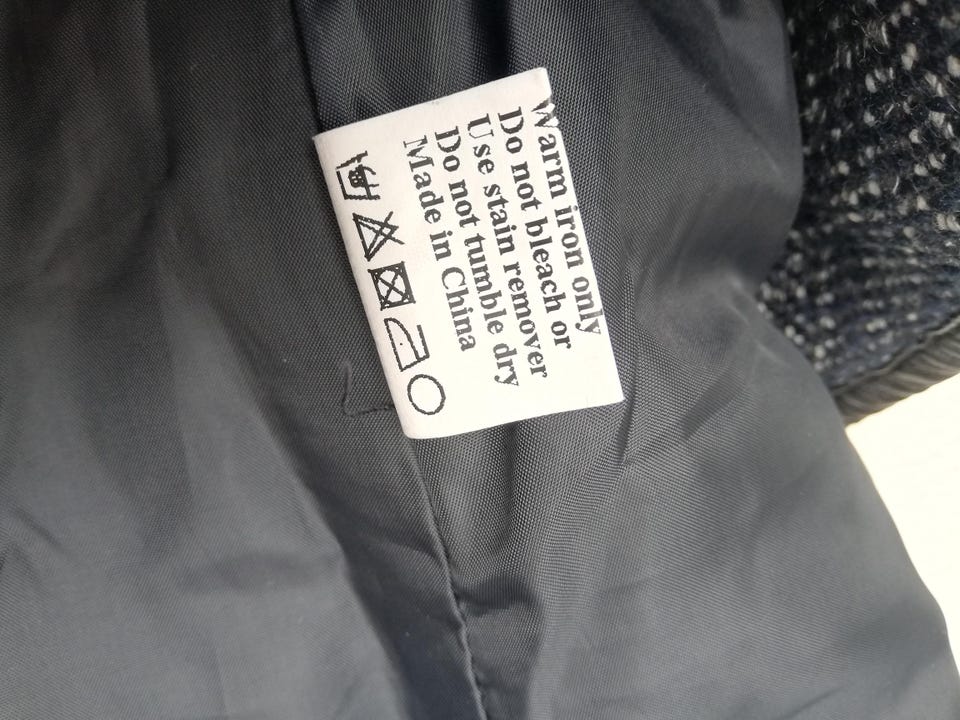 Warm iron only
Do not bleach or
Use stain remover
Do not tumble dry
Made in China